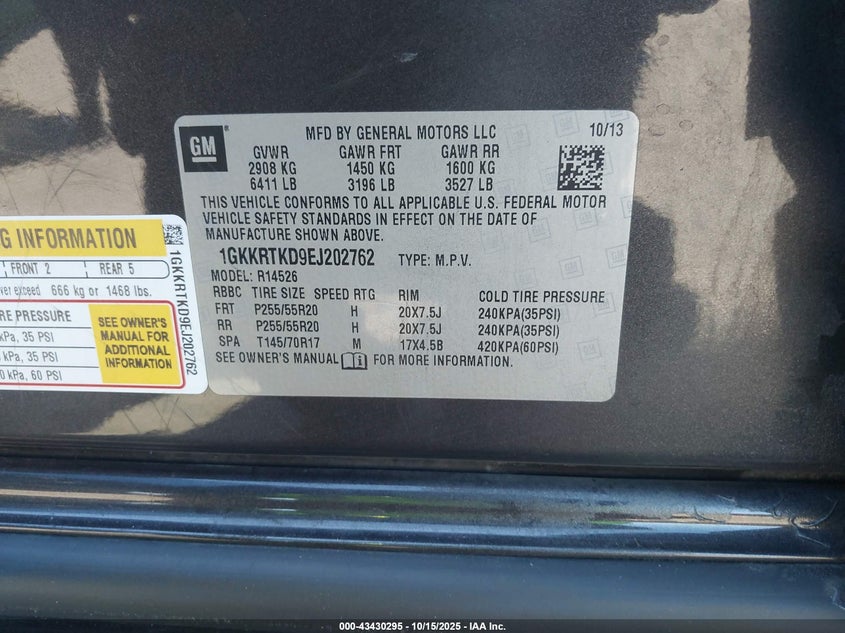 GM
MFD BY GENERAL MOTORS LLC 10/13
GVWR GAWR FRT GAWR RR
2908 KG 1450 KG 1600 KG
6411 LB 3196 LB 3527 LB
THIS VEHICLE CONFORMS TO ALL APPLICABLE U.S. FEDERAL MOTOR
VEHICLE SAFETY STANDARDS IN EFFECT ON THE DATE OF
MANUFACTURE SHOWN ABOVE.
1GKKRTKD9EJ202762 TYPE: M.P.V.
MODEL: R14526
RBBC TIRE SIZE SPEED RTG RIM COLD TIRE PRESSURE
FRT P255/55R20 H 20X7.5J 240KPA(35PSI)
RR P255/55R20 H 20X7.5J 240KPA(35PSI)
SPA T145/70R17 M 17X4.5B 420KPA(60PSI)
SEE OWNER'S MANUAL FOR MORE INFORMATION.
G INFORMATION
FRONT 2 REAR 5
exceed 666 kg or 1468 lbs.
PRESSURE
kPa, 35 PSI
kPa, 35 PSI
kPa, 60 PSI
SEE OWNER'S
MANUAL FOR
ADDITIONAL
INFORMATION
1GKKRTKD9EJ202762
000-43430295 - 10/15/2025 - IAA Inc.